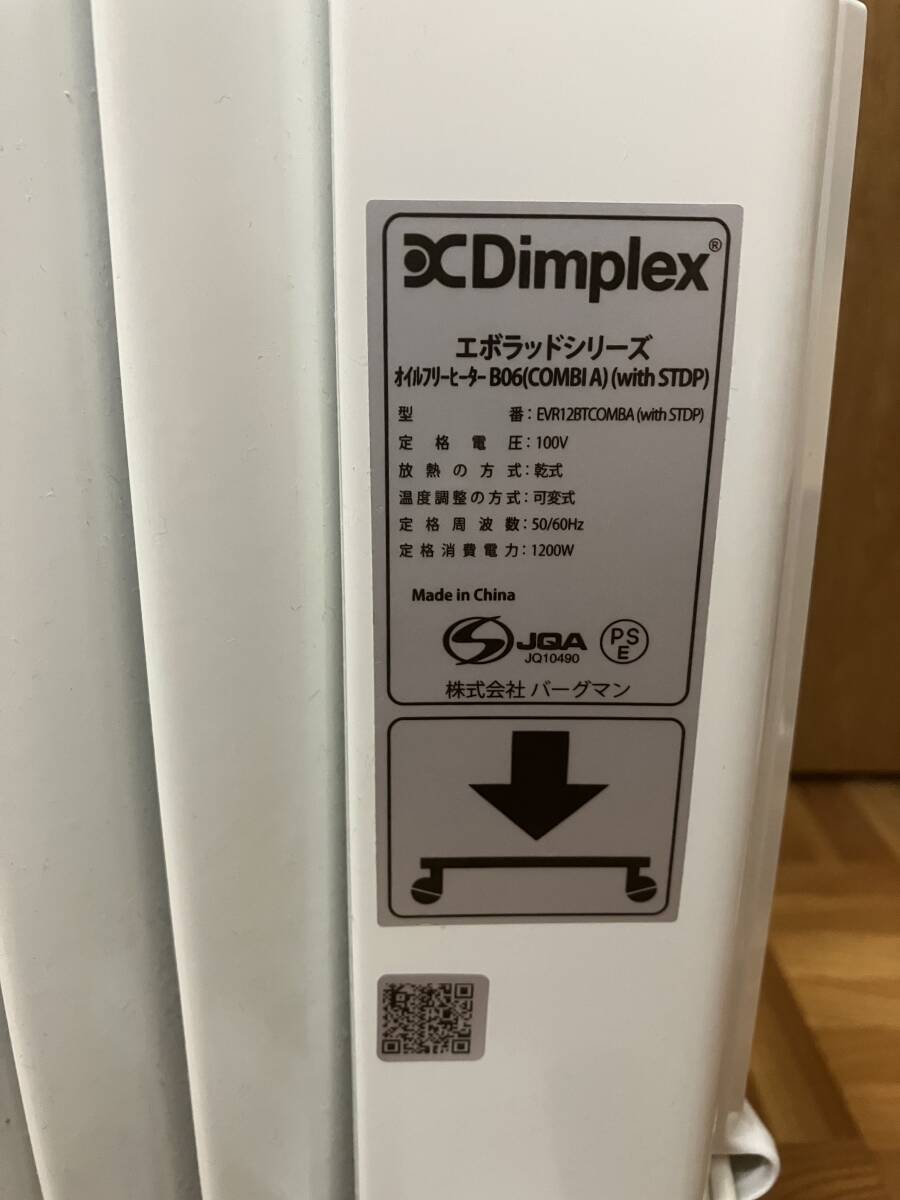 Dimplex®
エボラッドシリーズ
オイルフリーヒーター B06(COMBI A) (with STDP)
型番：EVR12BTCOMBA (with STDP)
定格電圧：100V
放熱の方式：乾式
温度調整の方式：可変式
定格周波数：50/60Hz
定格消費電力：1200W
Made in China
S JQA PS E
JQ10490
株式会社 バーグマン